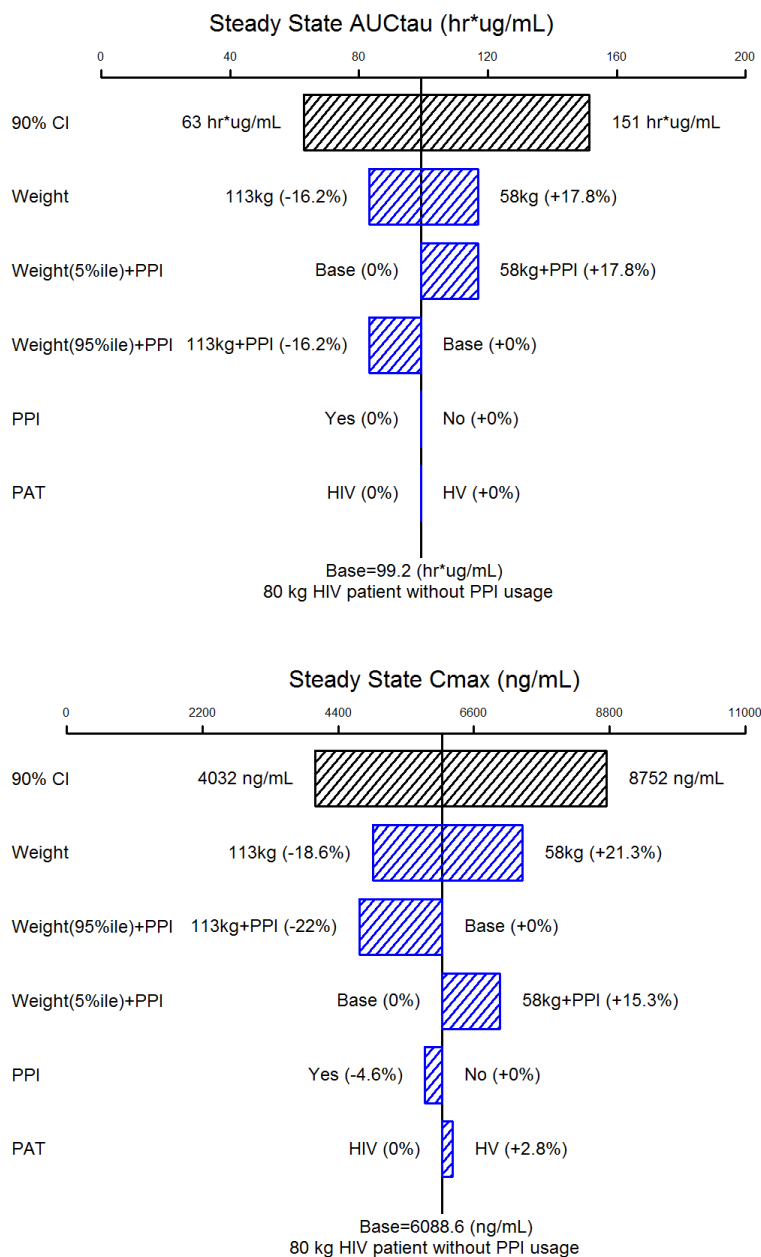 Steady State AUCtau (hr*ug/mL)
0 40 80 120 160 200
90% CI 63 hr*ug/mL 151 hr*ug/mL
Weight 113kg (-16.2%) 58kg (+17.8%)
Weight(5%ile)+PPI Base (0%) 58kg+PPI (+17.8%)
Weight(95%ile)+PPI 113kg+PPI (-16.2%) Base (+0%)
PPI Yes (0%) No (+0%)
PAT HIV (0%) HV (+0%)
Base=99.2 (hr*ug/mL)
80 kg HIV patient without PPI usage
Steady State Cmax (ng/mL)
0 2200 4400 6600 8800 11000
90% CI 4032 ng/mL 8752 ng/mL
Weight 113kg (-18.6%) 58kg (+21.3%)
Weight(95%ile)+PPI 113kg+PPI (-22%) Base (+0%)
Weight(5%ile)+PPI Base (0%) 58kg+PPI (+15.3%)
PPI Yes (-4.6%) No (+0%)
PAT HIV (0%) HV (+2.8%)
Base=6088.6 (ng/mL)
80 kg HIV patient without PPI usage